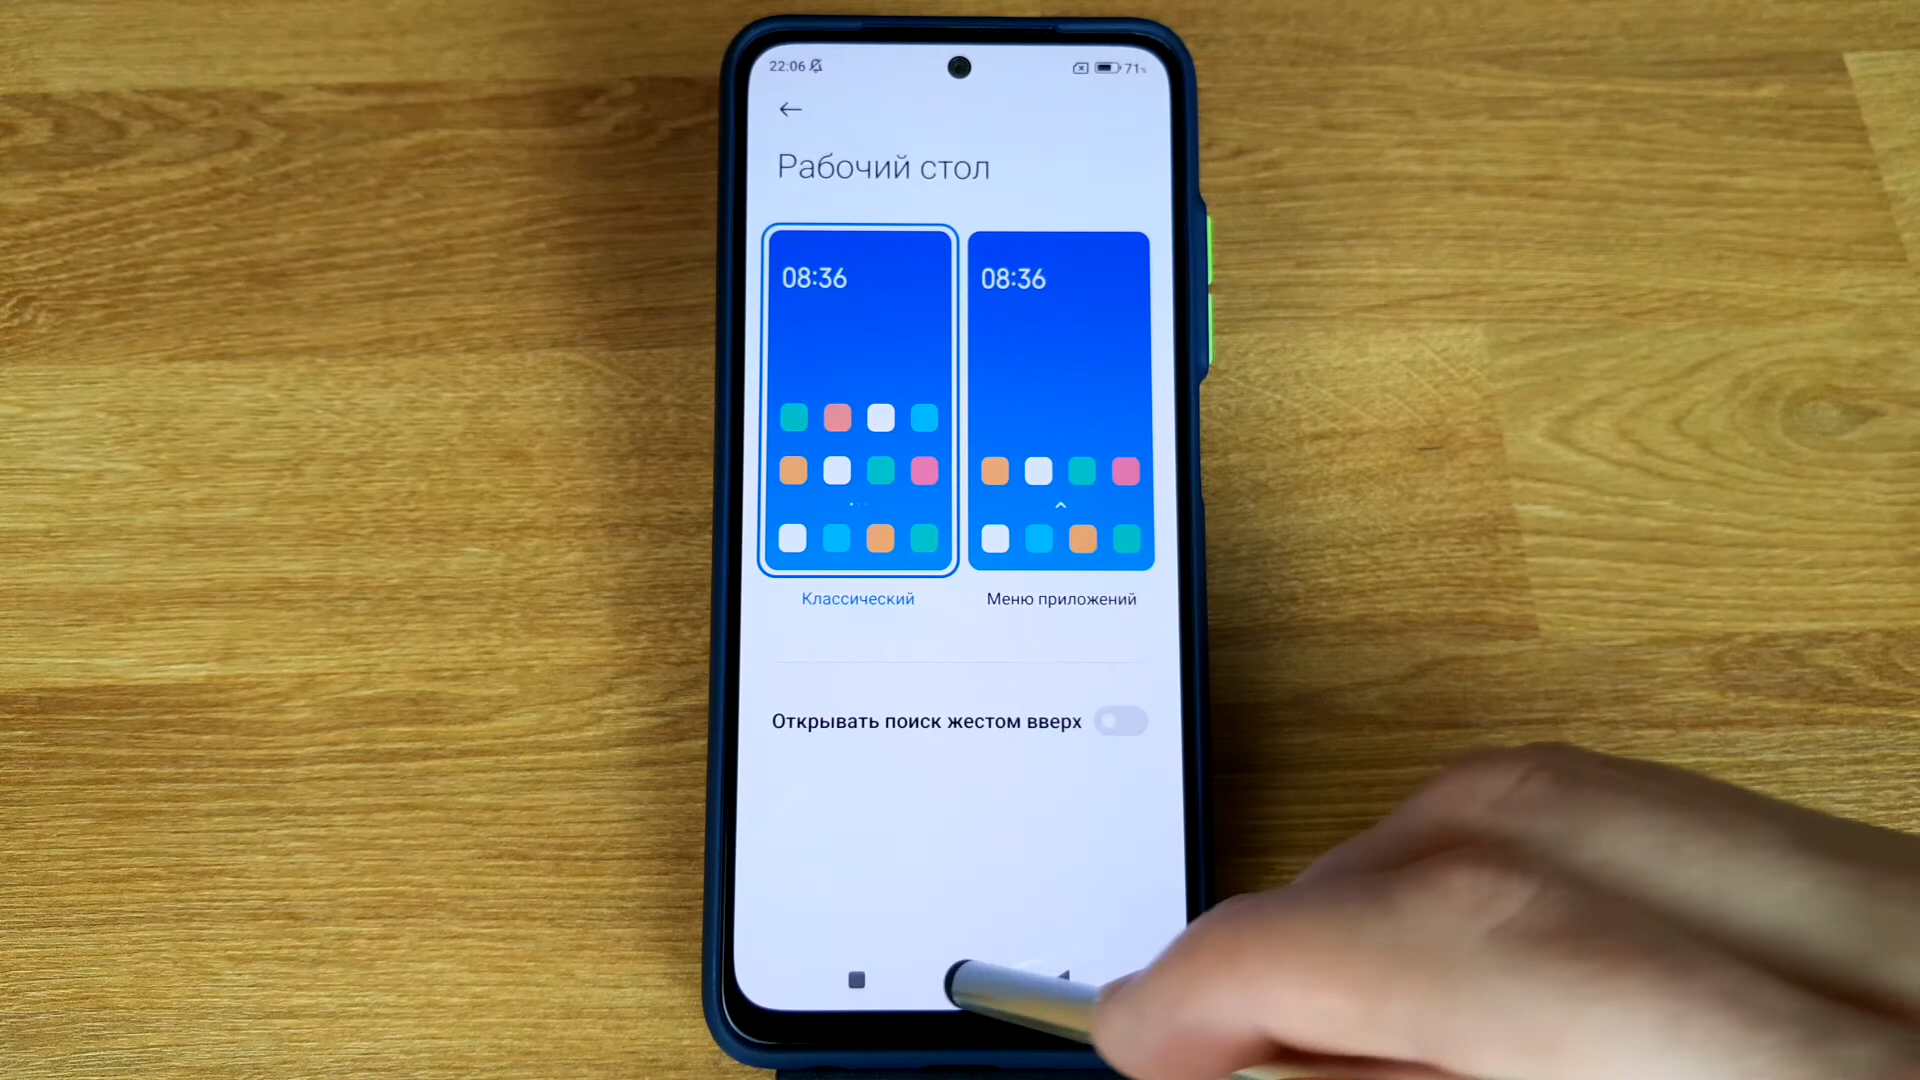 22:06
71%
Рабочий стол
08:36
08:36
Классический
Меню приложений
Открывать поиск жестом вверх